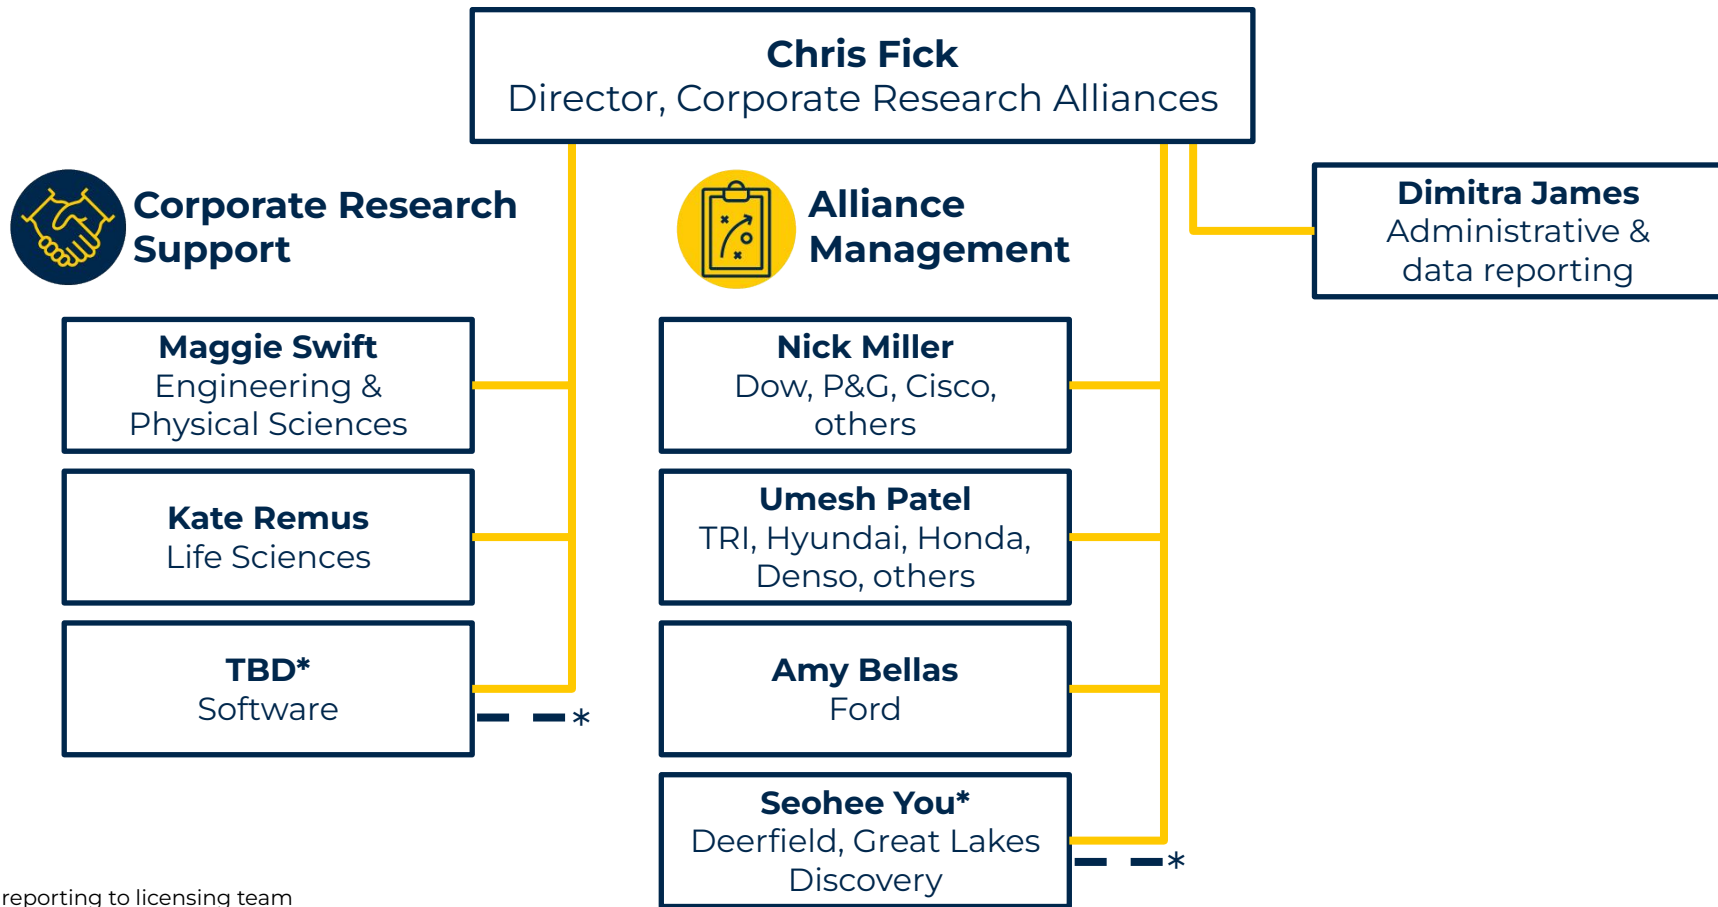 Chris Fick
Director, Corporate Research Alliances
Corporate Research
Support
Maggie Swift
Engineering &
Physical Sciences
Kate Remus
Life Sciences
TBD*
Software
*
Alliance
Management
Nick Miller
Dow, P&G, Cisco,
others
Umesh Patel
TRI, Hyundai, Honda,
Denso, others
Amy Bellas
Ford
Seohee You*
Deerfield, Great Lakes
Discovery
*
Dimitra James
Administrative &
data reporting
reporting to licensing team